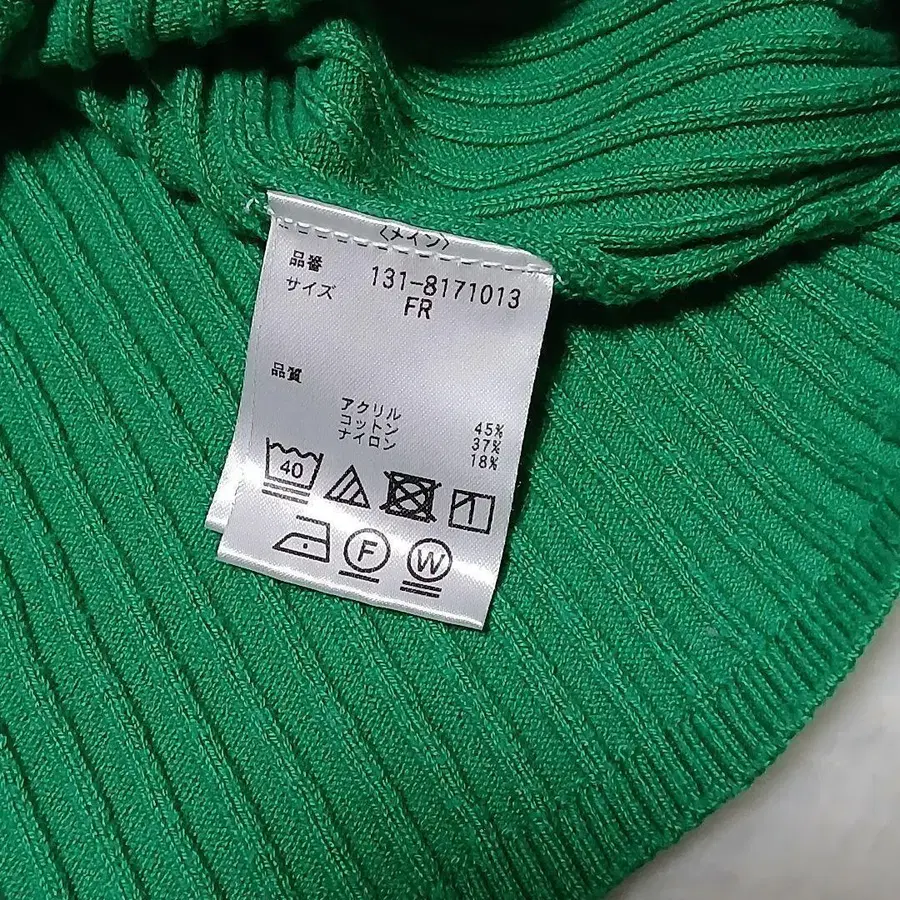 〈メイン〉
品番 131-8171013
サイズ FR
品質
アクリル 45%
コットン 37%
ナイロン 18%
40
F W